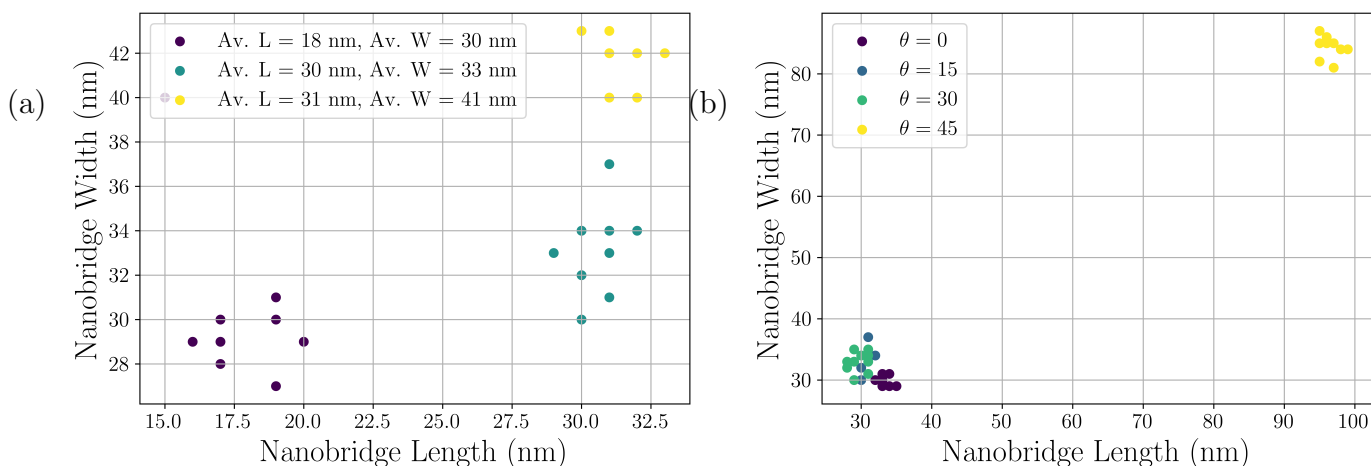 (a)
Nanobridge Width (nm)
42
40
38
36
34
32
30
28
Av. L = 18 nm, Av. W = 30 nm
Av. L = 30 nm, Av. W = 33 nm
Av. L = 31 nm, Av. W = 41 nm
15.0 17.5 20.0 22.5 25.0 27.5 30.0 32.5
Nanobridge Length (nm)
(b)
Nanobridge Width (nm)
80
70
60
50
40
30
θ = 0
θ = 15
θ = 30
θ = 45
30 40 50 60 70 80 90 100
Nanobridge Length (nm)